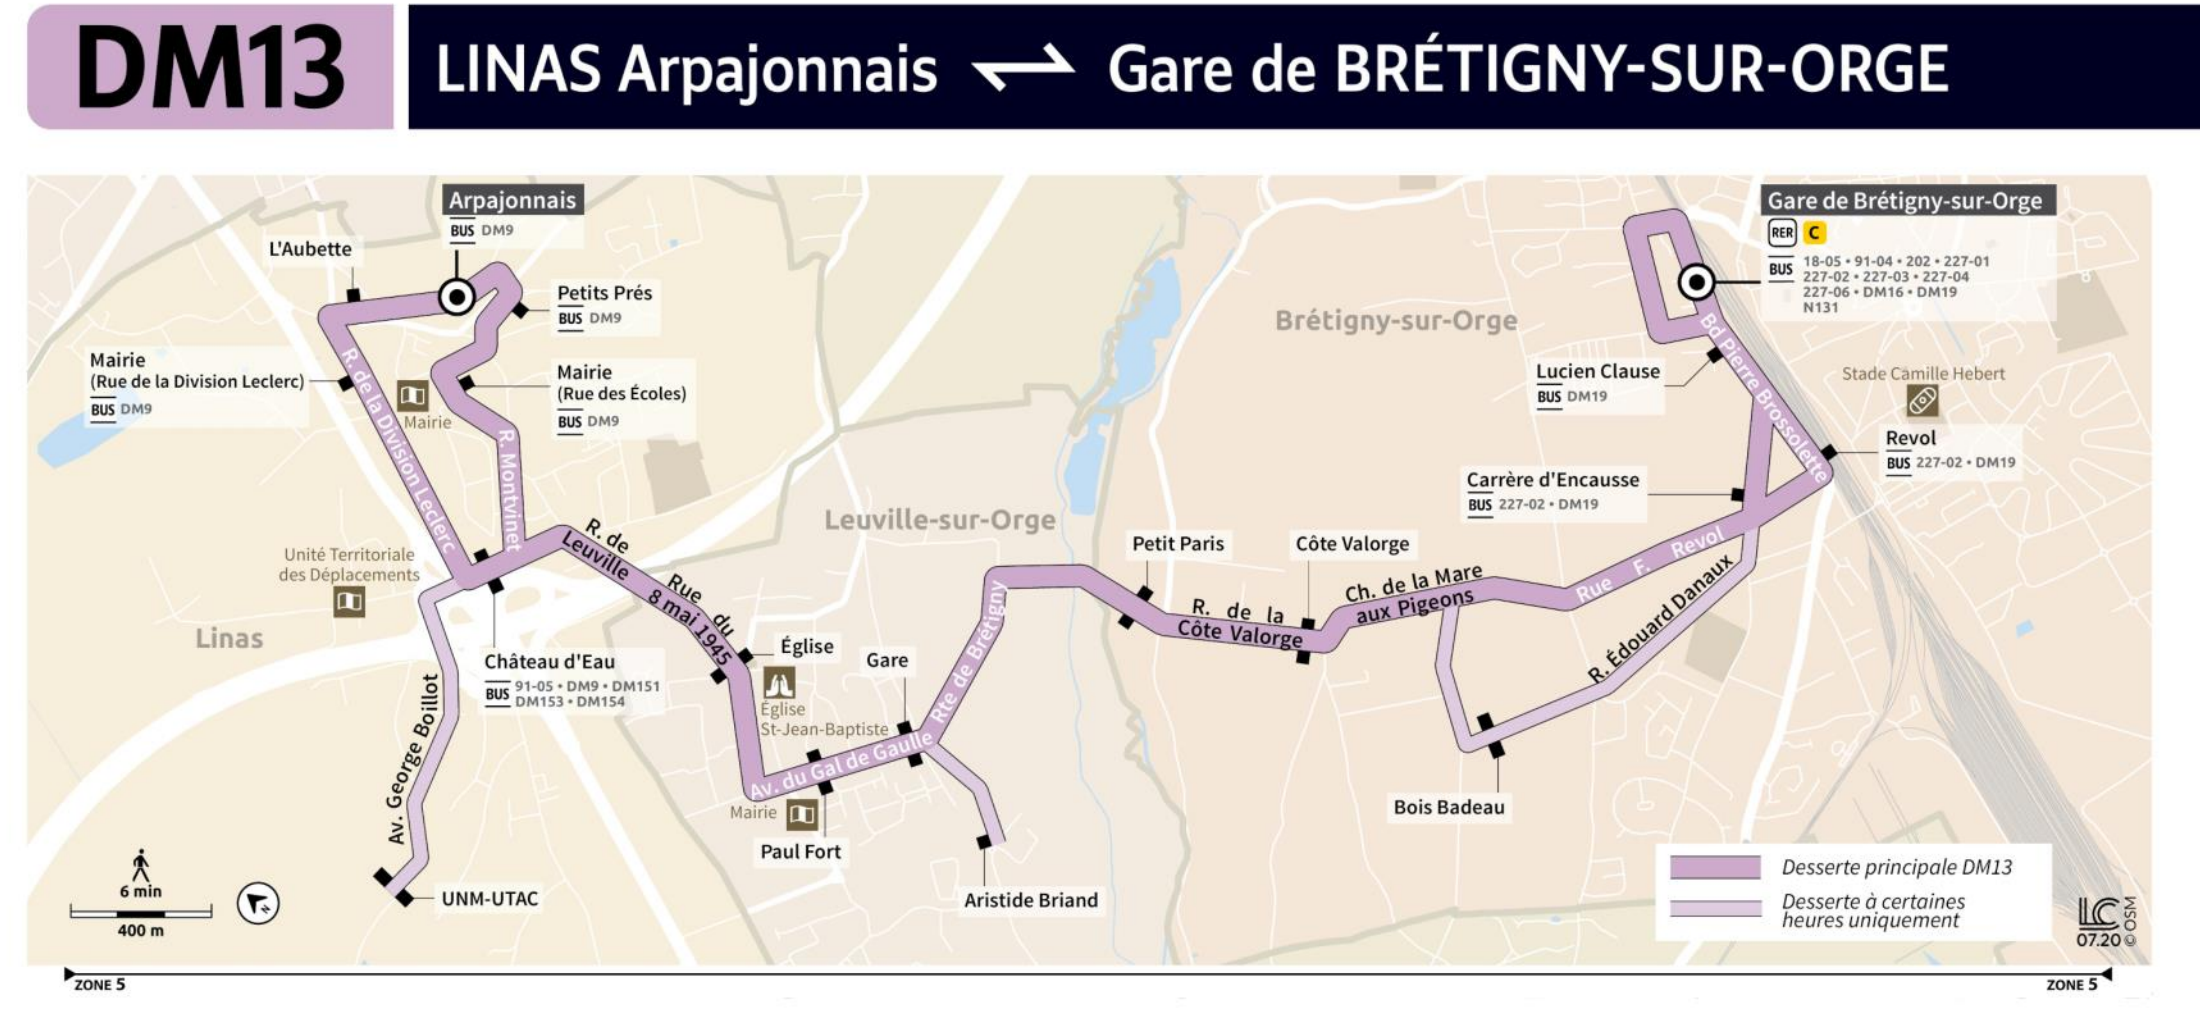 DM13
LINAS Arpajonnais
Gare de BRÉTIGNY-SUR-ORGE
Arpajonnais
BUS DM9
L'Aubette
Petits Prés
BUS DM9
Mairie
(Rue de la Division Leclerc)
BUS DM9
Mairie
(Rue des Écoles)
BUS DM9
Mairie
R. de la Division Leclerc
R. Montvinet
Unité Territoriale
des Déplacements
Linas
Château d'Eau
BUS 91-05 • DM9 • DM151
DM153 • DM154
Av. George Boillot
UNM-UTAC
R. de
Leuville
Rue du
8 mai 1945
Église
Église
St-Jean-Baptiste
Gare
Av. du Gal de Gaulle
Mairie
Paul Fort
Rte de Brétigny
Aristide Briand
Leuville-sur-Orge
Petit Paris
Côte Valorge
R. de la
Côte Valorge
Ch. de la Mare
aux Pigeons
Brétigny-sur-Orge
Rue F. Revol
R. Édouard Danaux
Bois Badeau
Carrère d'Encausse
BUS 227-02 • DM19
Lucien Clause
BUS DM19
Bd Pierre Brossolette
Gare de Brétigny-sur-Orge
RER C
BUS 18-05 • 91-04 • 202 • 227-01
227-02 • 227-03 • 227-04
227-06 • DM16 • DM19
N131
Stade Camille Hebert
Revol
BUS 227-02 • DM19
6 min
400 m
N
Desserte principale DM13
Desserte à certaines
heures uniquement
LC
07.20
© OSM
ZONE 5
ZONE 5